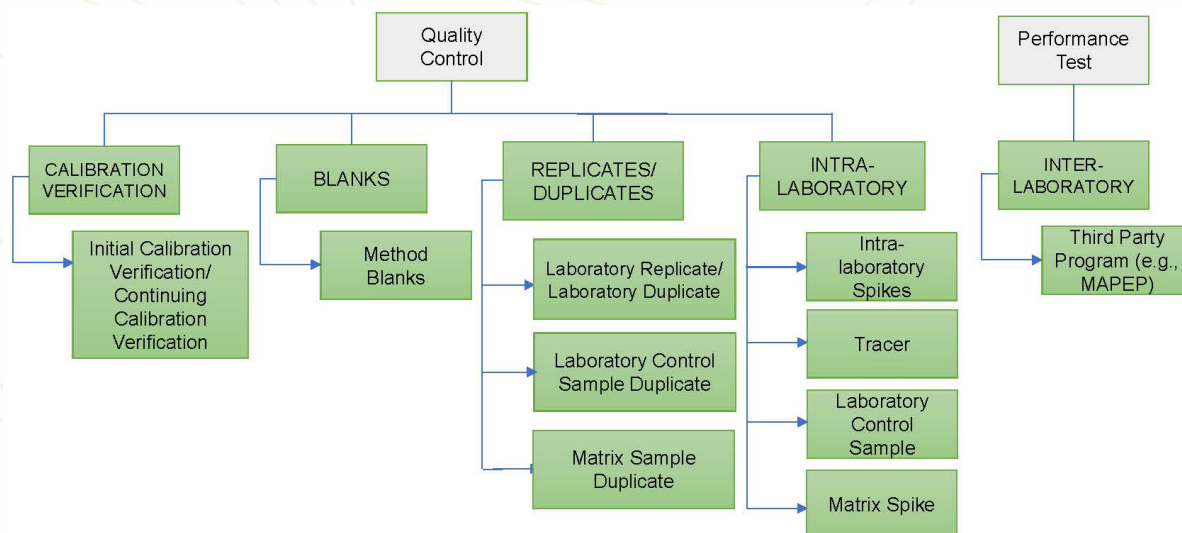 Quality
Control
Performance
Test
CALIBRATION
VERIFICATION
BLANKS
REPLICATES/
DUPLICATES
INTRA-
LABORATORY
INTER-
LABORATORY
Initial Calibration
Verification/
Continuing
Calibration
Verification
Method
Blanks
Laboratory Replicate/
Laboratory Duplicate
Laboratory Control
Sample Duplicate
Matrix Sample
Duplicate
Intra-
laboratory
Spikes
Tracer
Laboratory
Control
Sample
Matrix Spike
Third Party
Program (e.g.,
MAPEP)